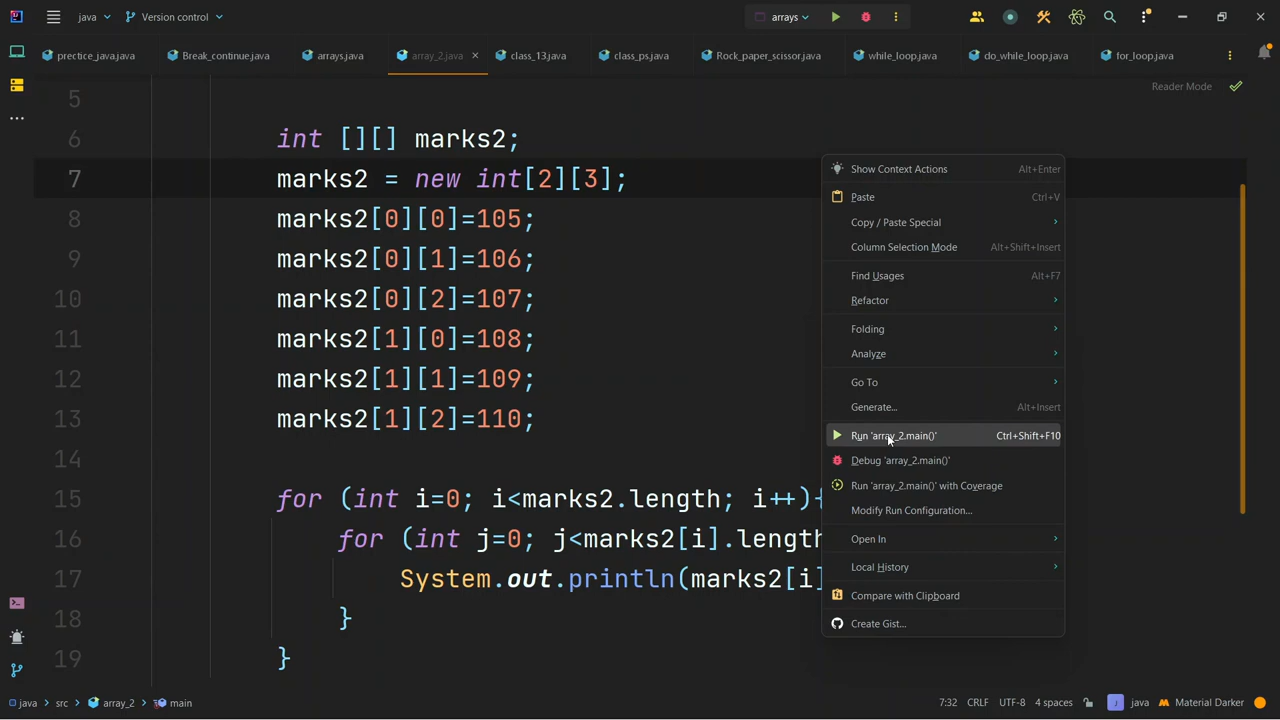 java Version control arrays
prectice_java.java Break_continue.java arrays.java array_2.java class_13.java class_ps.java Rock_paper_scissor.java while_loop.java do_while_loop.java for_loop.java
Reader Mode
5
6 int [][] marks2;
7 marks2 = new int[2][3];
8 marks2[0][0]=105;
9 marks2[0][1]=106;
10 marks2[0][2]=107;
11 marks2[1][0]=108;
12 marks2[1][1]=109;
13 marks2[1][2]=110;
14
15 for (int i=0; i<marks2.length; i++){
16 for (int j=0; j<marks2[i].length
17 System.out.println(marks2[i]
18 }
19 }
Show Context Actions Alt+Enter
Paste Ctrl+V
Copy / Paste Special
Column Selection Mode Alt+Shift+Insert
Find Usages Alt+F7
Refactor
Folding
Analyze
Go To
Generate... Alt+Insert
Run 'array_2.main()' Ctrl+Shift+F10
Debug 'array_2.main()'
Run 'array_2.main()' with Coverage
Modify Run Configuration...
Open In
Local History
Compare with Clipboard
Create Gist...
java > src > array_2 > main 7:32 CRLF UTF-8 4 spaces java Material Darker